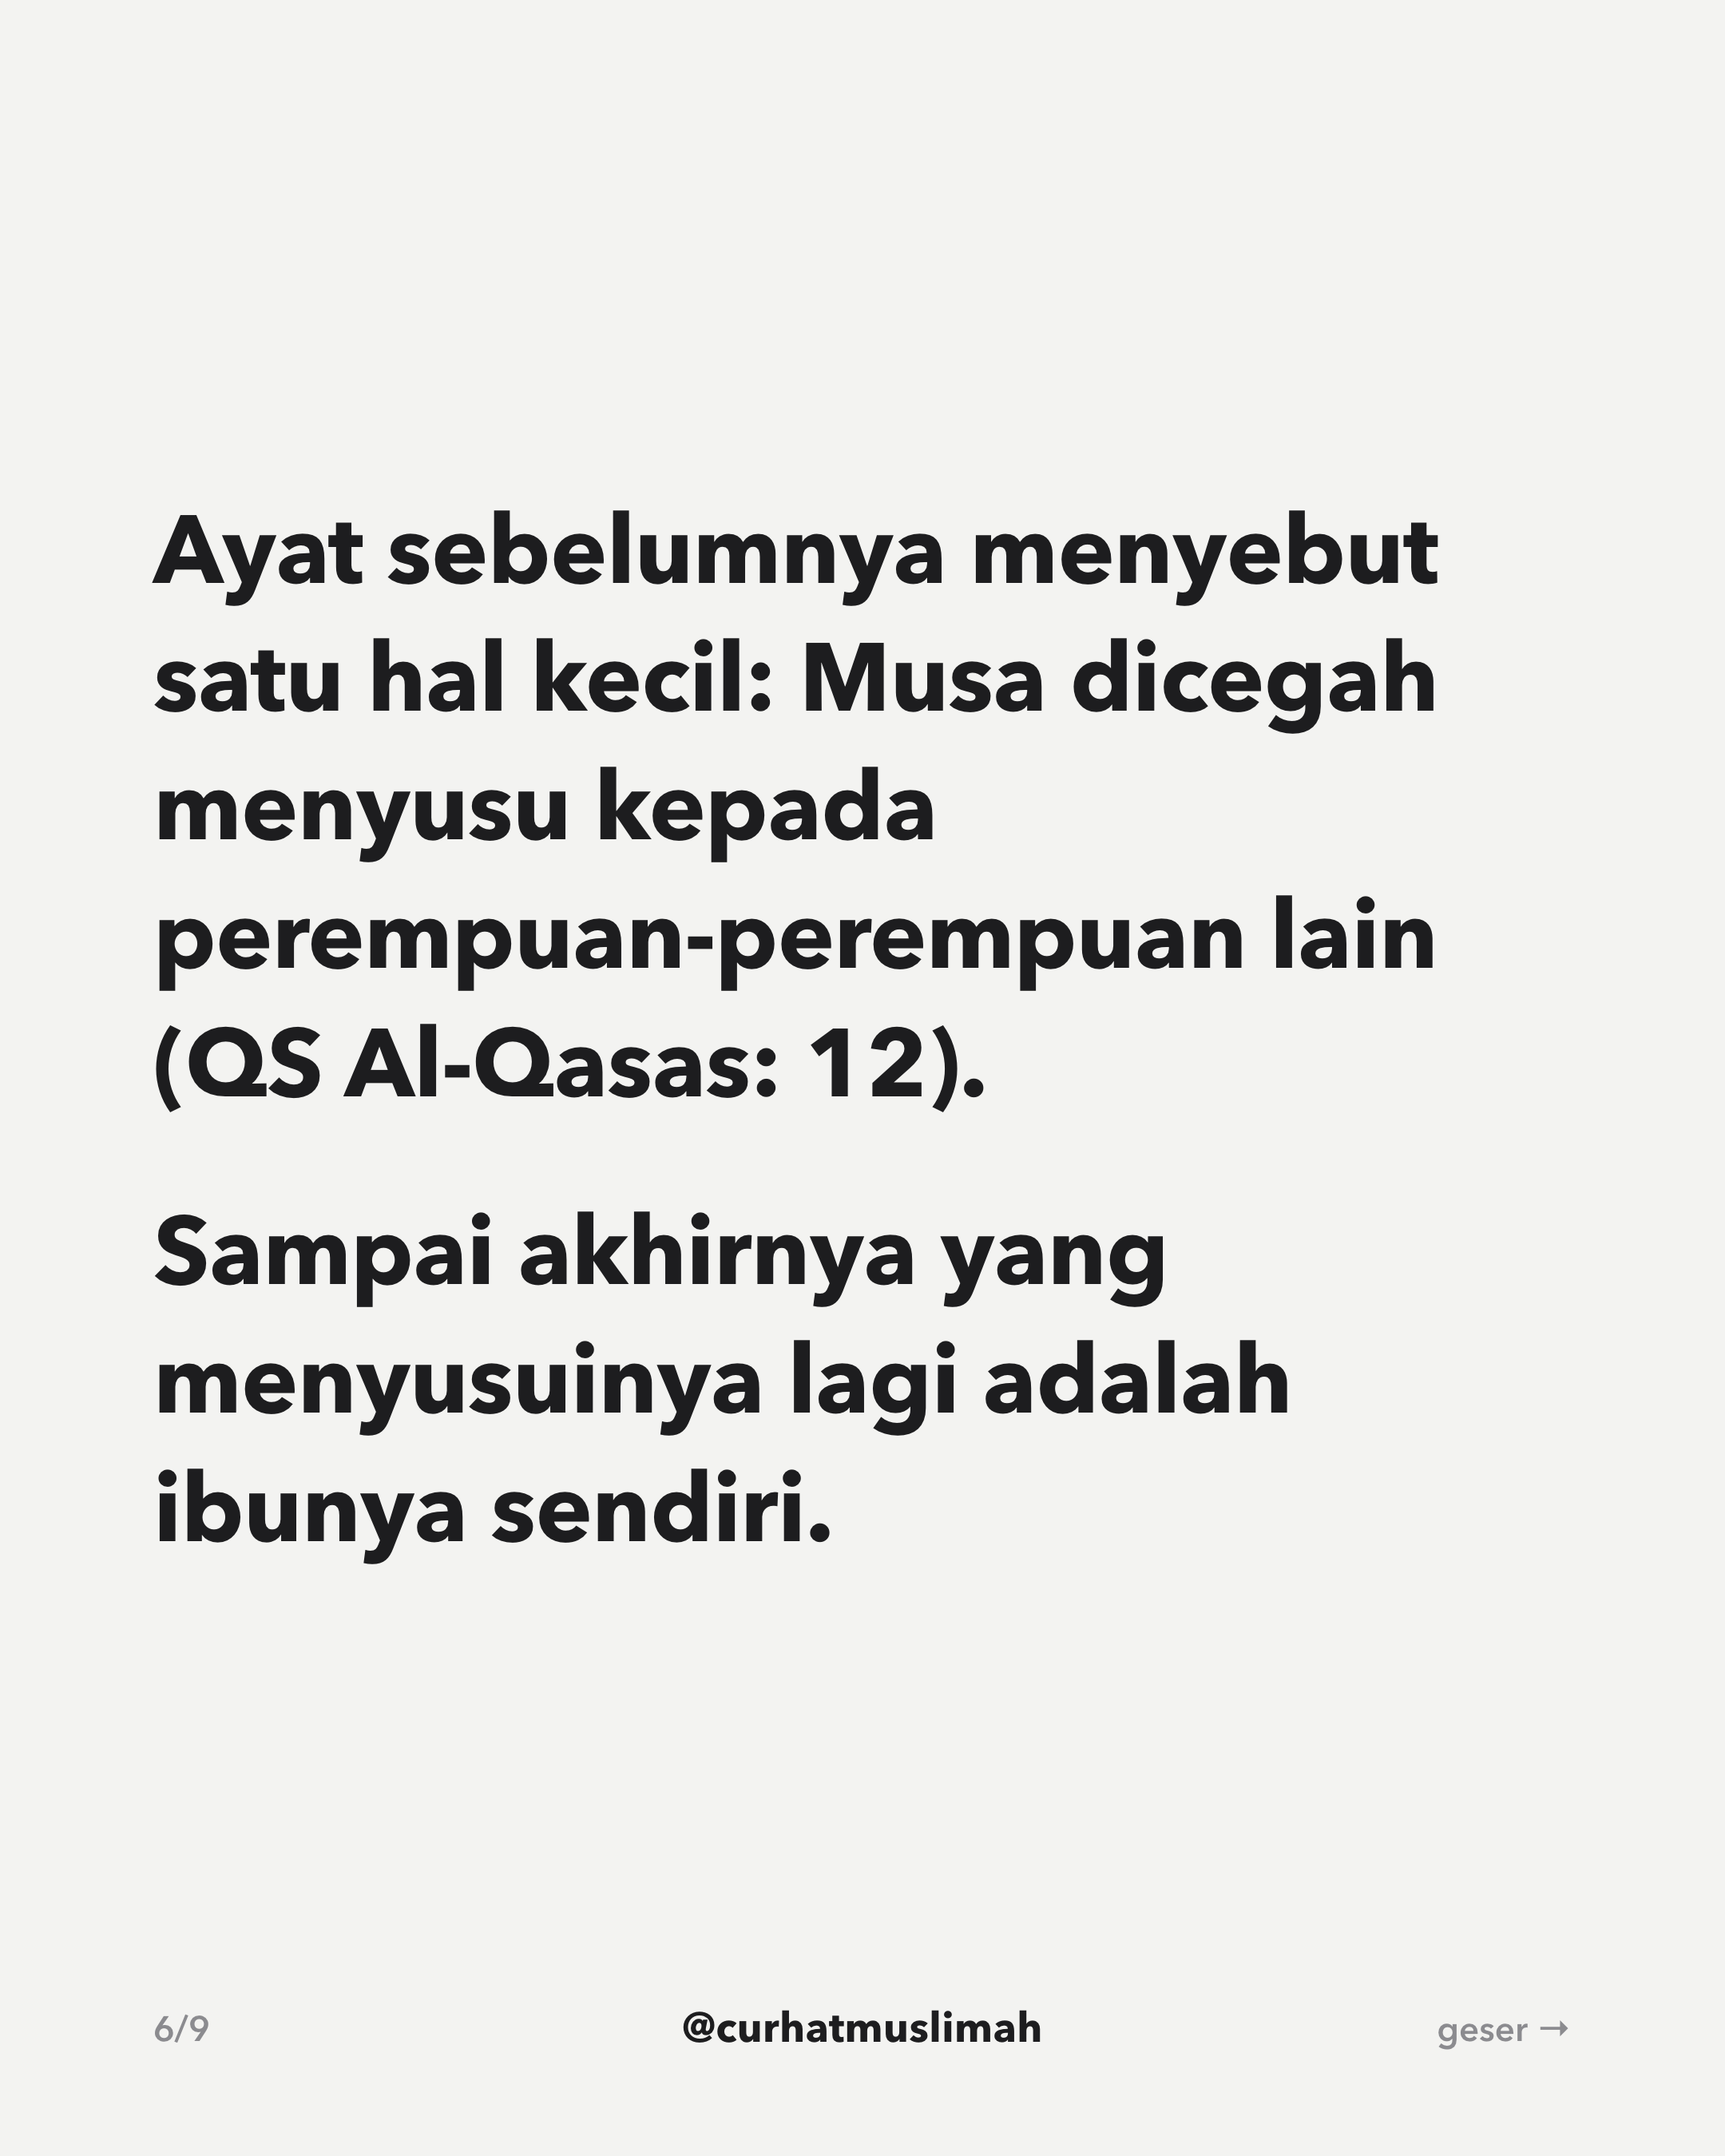 Ayat sebelumnya menyebut
satu hal kecil: Musa dicegah
menyusu kepada
perempuan-perempuan lain
(QS Al-Qasas: 12).
Sampai akhirnya yang
menyusuinya lagi adalah
ibunya sendiri.
6/9
@curhatmuslimah
geser →